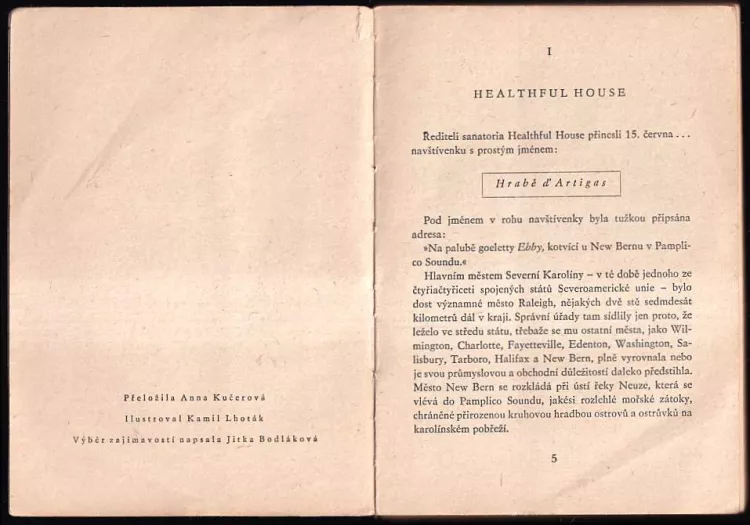 Přeložila Anna Kučerová
Ilustroval Kamil Lhoták
Výběr zajímavostí napsala Jitka Bodláková
I
HEALTHFUL HOUSE
Řediteli sanatoria Healthful House přinesli 15. června ...
navštívenku s prostým jménem:
Hrabě d'Artigas
Pod jménem v rohu navštívenky byla tužkou připsána
adresa:
»Na palubě goeletty Ebby, kotvící u New Bernu v Pamplico Soundu.«
Hlavním městem Severní Karolíny – v té době jednoho ze
čtyřiačtyřiceti spojených států Severoamerické unie – bylo
dost významné město Raleigh, nějakých dvě stě sedmdesát
kilometrů dál v kraji. Správní úřady tam sídlily jen proto, že
leželo ve středu státu, třebaže se mu ostatní města, jako Wilmington, Charlotte, Fayetteville, Edenton, Washington, Salisbury, Tarboro, Halifax a New Bern, plně vyrovnala nebo
je svou průmyslovou a obchodní důležitostí daleko předstihla.
Město New Bern se rozkládá při ústí řeky Neuze, která se
vlévá do Pamplico Soundu, jakési rozlehlé mořské zátoky,
chráněné přirozenou kruhovou hradbou ostrovů a ostrůvků na
karolínském pobřeží.
5